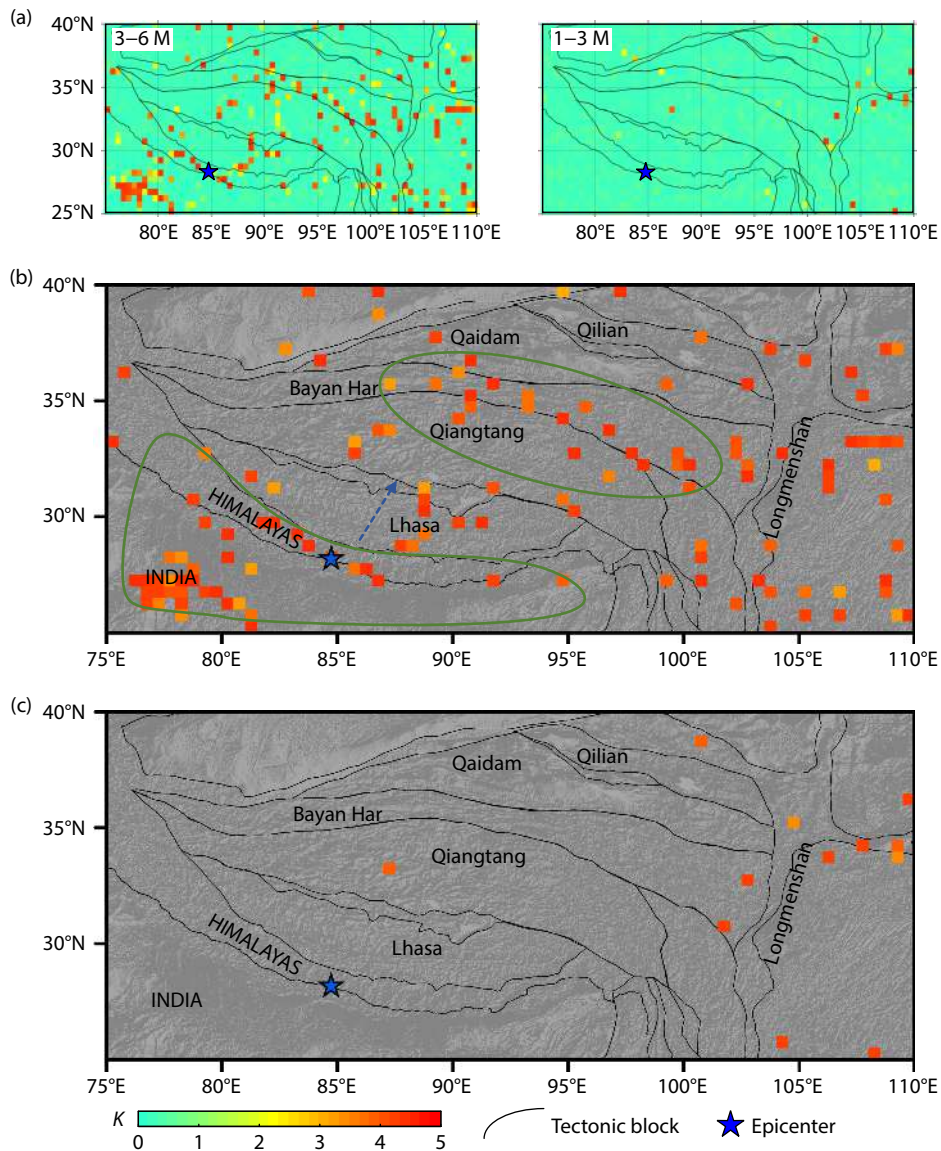 (a)
40°N
35°N
30°N
25°N
3–6 M
1–3 M
80°E 85°E 90°E 95°E 100°E 105°E 110°E
80°E 85°E 90°E 95°E 100°E 105°E 110°E
(b)
40°N
35°N
30°N
Qaidam
Qilian
Bayan Har
Qiangtang
Longmenshan
HIMALAYAS
Lhasa
INDIA
75°E 80°E 85°E 90°E 95°E 100°E 105°E 110°E
(c)
40°N
35°N
30°N
Qaidam
Qilian
Bayan Har
Qiangtang
Longmenshan
HIMALAYAS
Lhasa
INDIA
75°E 80°E 85°E 90°E 95°E 100°E 105°E 110°E
K
0 1 2 3 4 5
Tectonic block
Epicenter